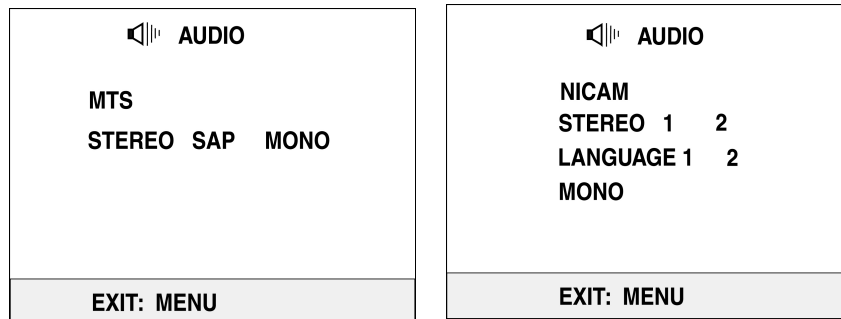 AUDIO
MTS
STEREO SAP MONO
EXIT: MENU
AUDIO
NICAM
STEREO 1 2
LANGUAGE 1 2
MONO
EXIT: MENU